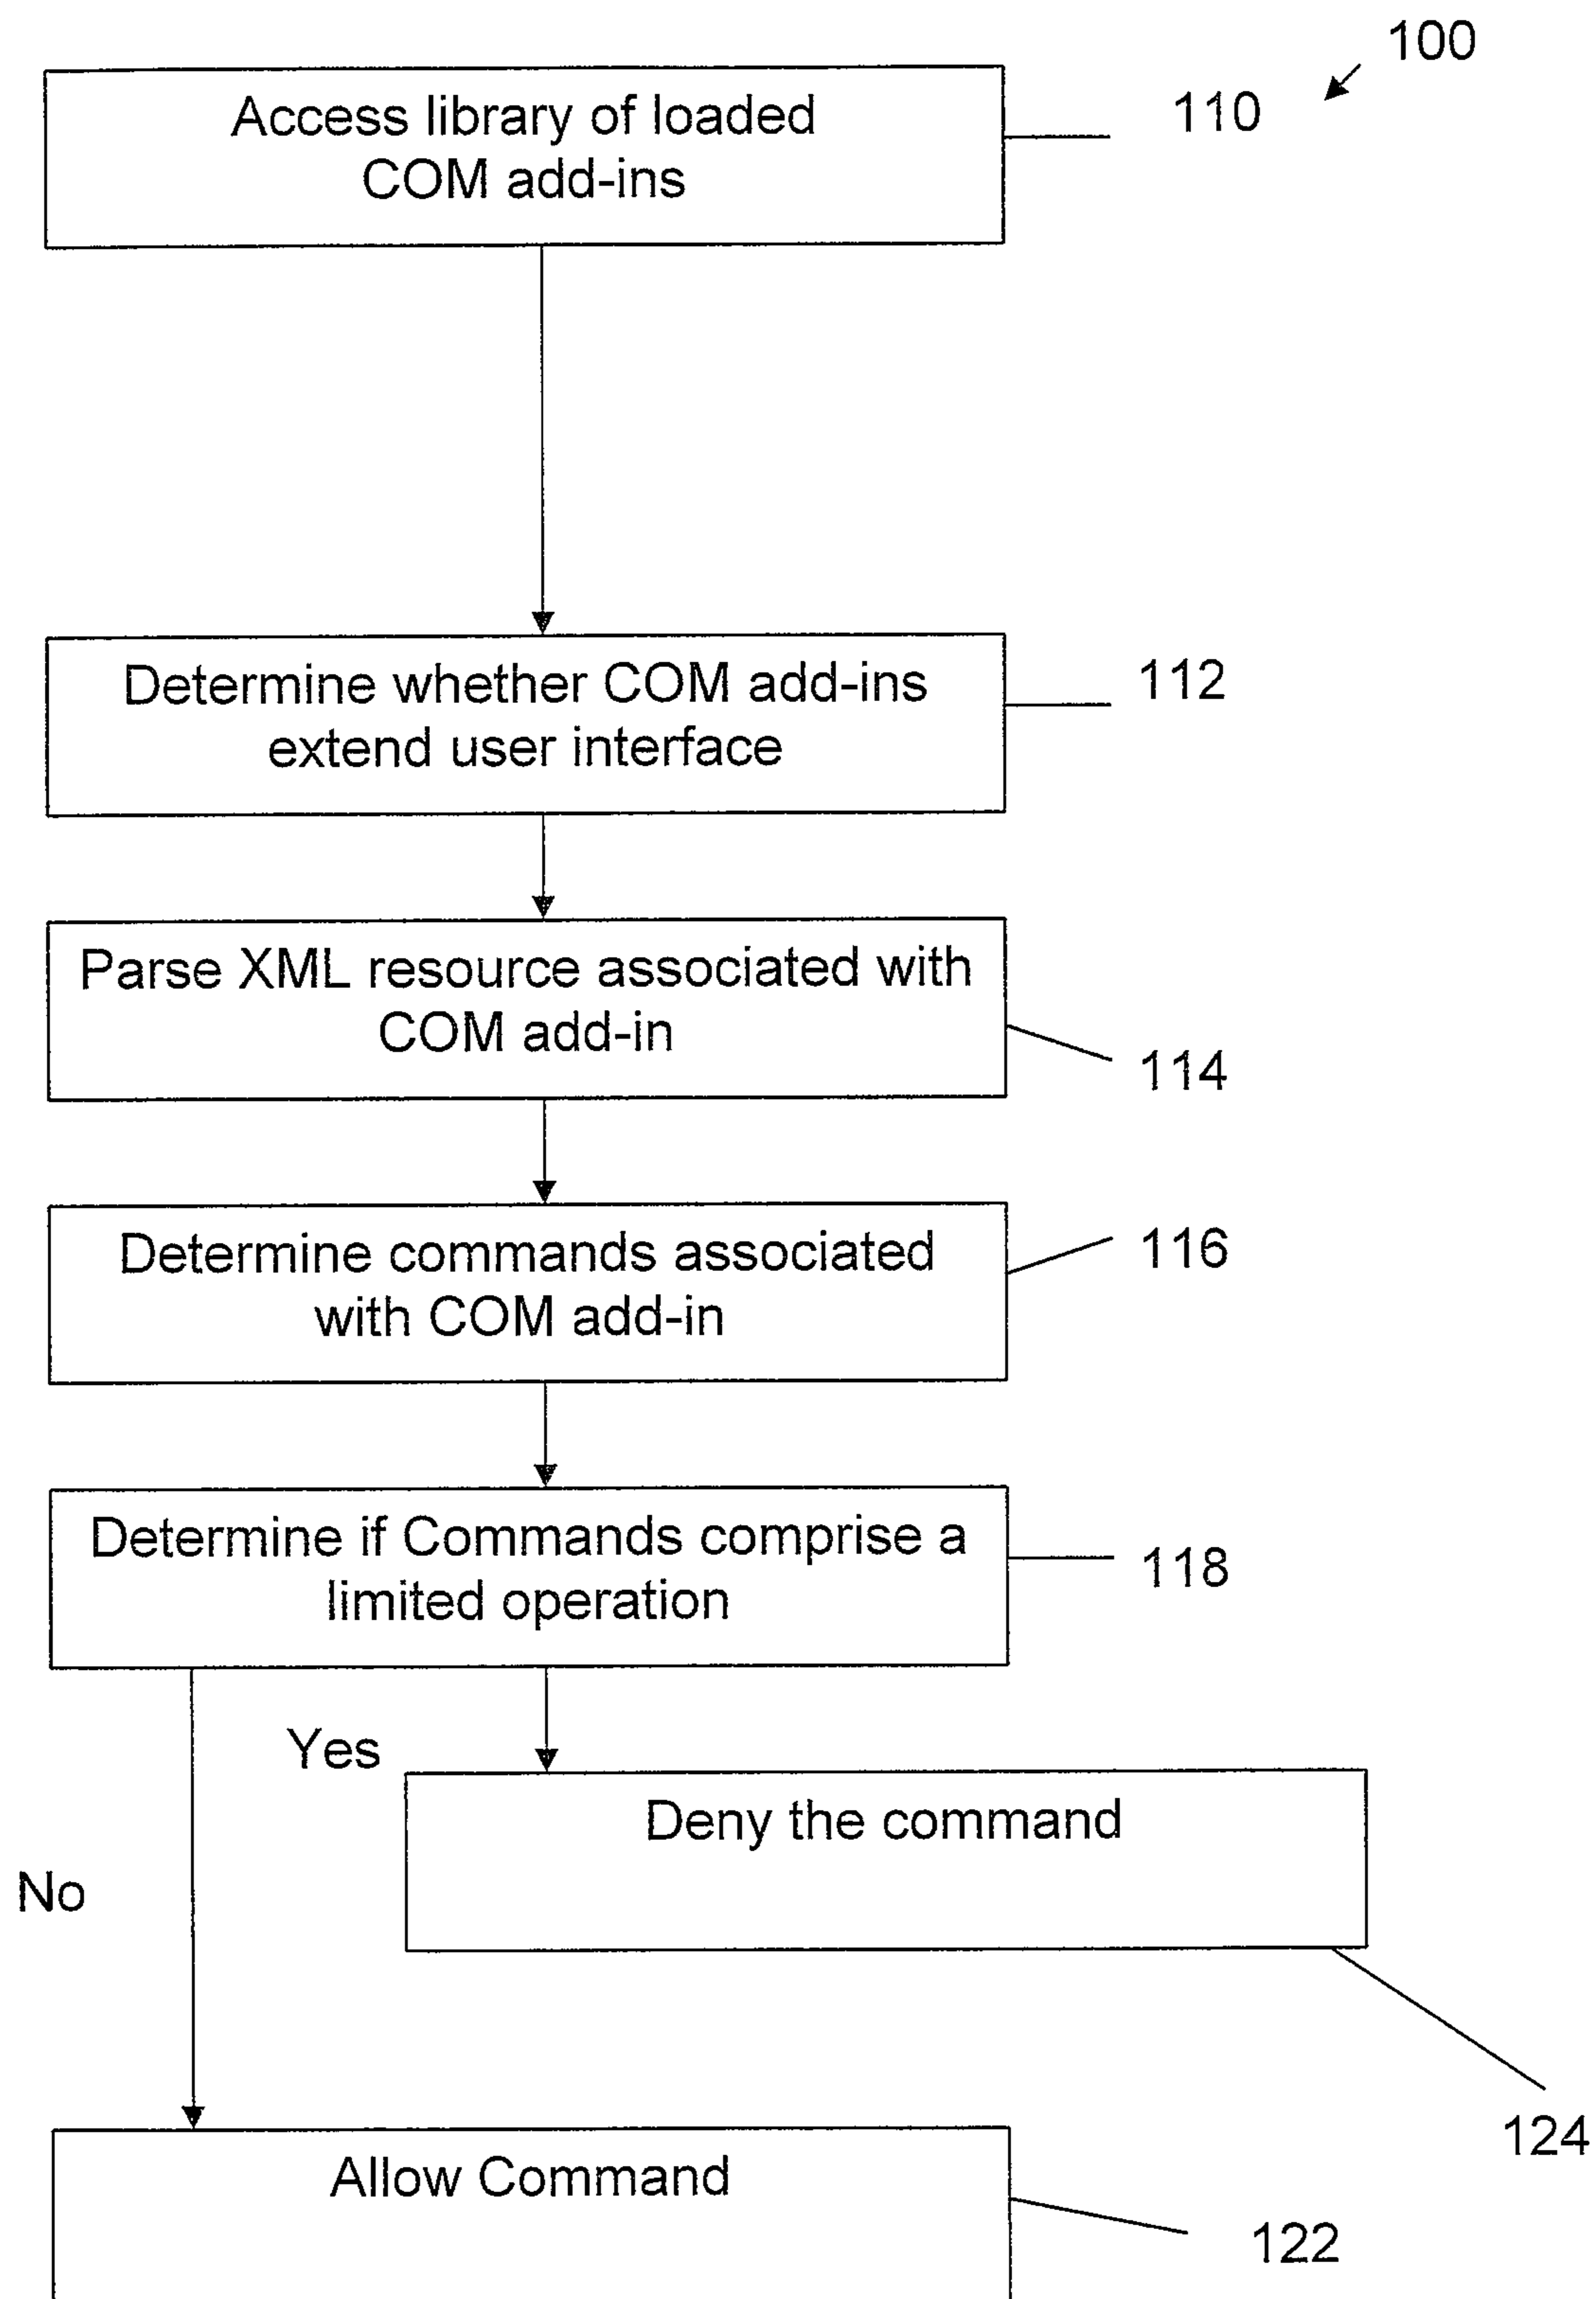 100
Access library of loaded
COM add-ins
110
Determine whether COM add-ins
extend user interface
112
Parse XML resource associated with
COM add-in
114
Determine commands associated
with COM add-in
116
Determine if Commands comprise a
limited operation
118
Yes
Deny the command
No
124
Allow Command
122